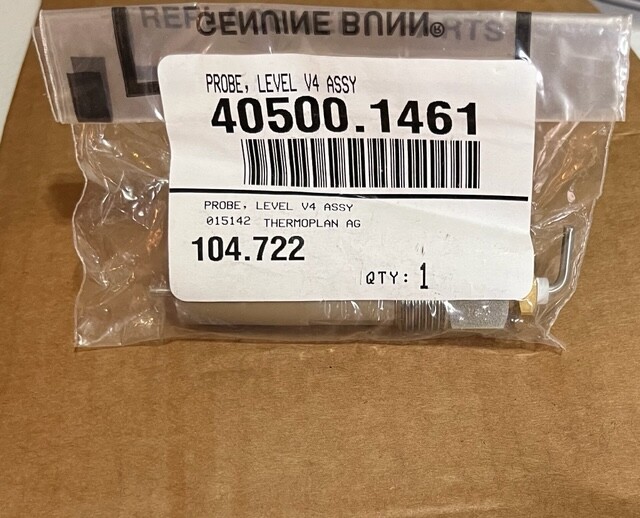 GENUINE BUNN®
PROBE, LEVEL V4 ASSY
40500.1461
PROBE, LEVEL V4 ASSY
015142 THERMOPLAN AG
104.722
QTY: 1